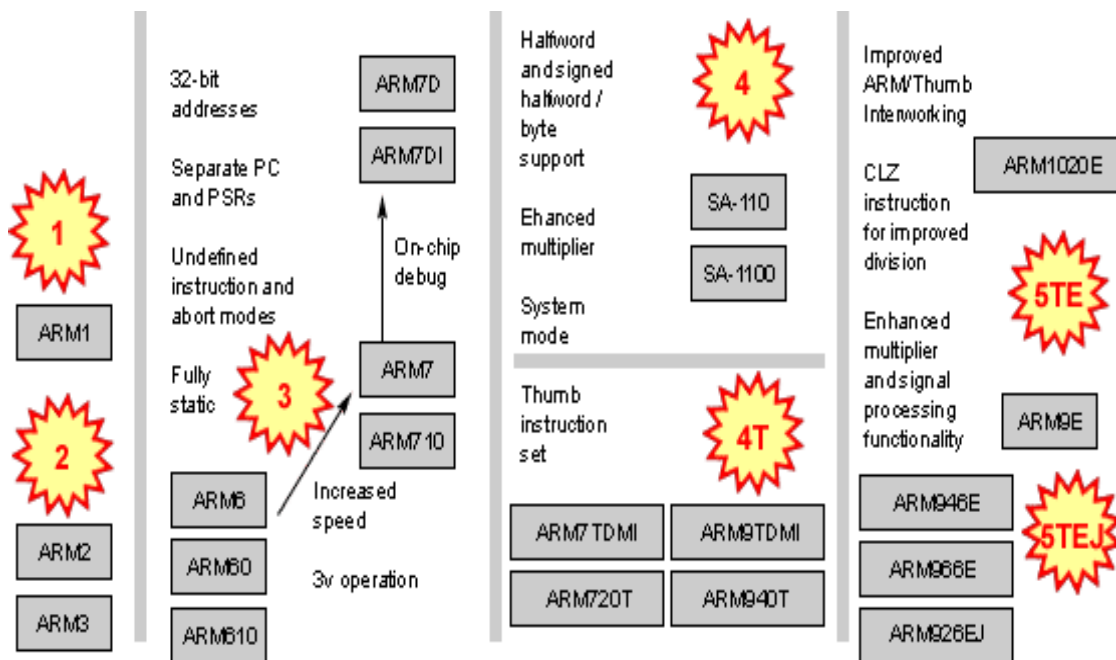 1
ARM1
2
ARM2
ARM3
32-bit
addresses
Separate PC
and PSRs
Undefined
instruction and
abort modes
Fully
static
3
ARM6
ARM60
ARM610
ARM7D
ARM7DI
On-chip
debug
ARM7
ARM710
Increased
speed
3v operation
Halfword
and signed
halfword /
byte
support
4
SA-110
Ehanced
multiplier
SA-1100
System
mode
Thumb
instruction
set
4T
ARM7TDMI
ARM9TDMI
ARM720T
ARM940T
Improved
ARM/Thumb
Interworking
ARM1020E
CLZ
instruction
for improved
division
5TE
Enhanced
multiplier
and signal
processing
functionality
ARM9E
ARM946E
5TEJ
ARM966E
ARM926EJ